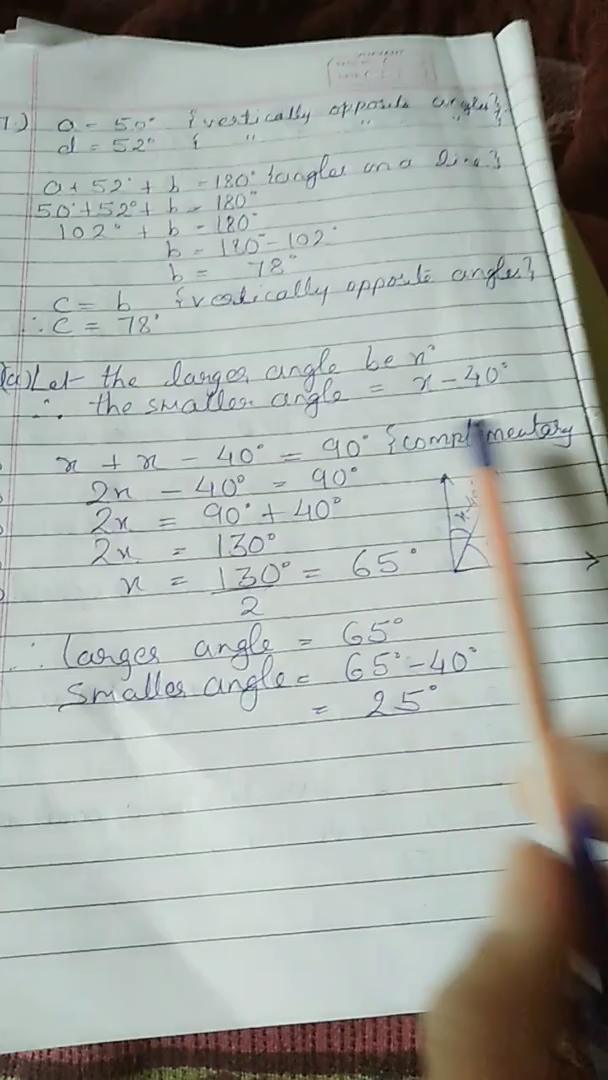 7.) a = 50° {vertically opposite angles}
d = 52° { " " " }
a + 52° + b = 180° {angles on a line}
50° + 52° + b = 180°
102° + b = 180°
b = 180° - 102°
b = 78°
c = b {vertically opposite angles}
∴ c = 78°
(a) Let the larger angle be x°
∴ the smaller angle = x - 40°
x + x - 40° = 90° {complimentary
2x - 40° = 90°
2x = 90° + 40°
2x = 130°
x = 130°/2 = 65°
x
∴ larger angle = 65°
smaller angle = 65° - 40°
= 25°